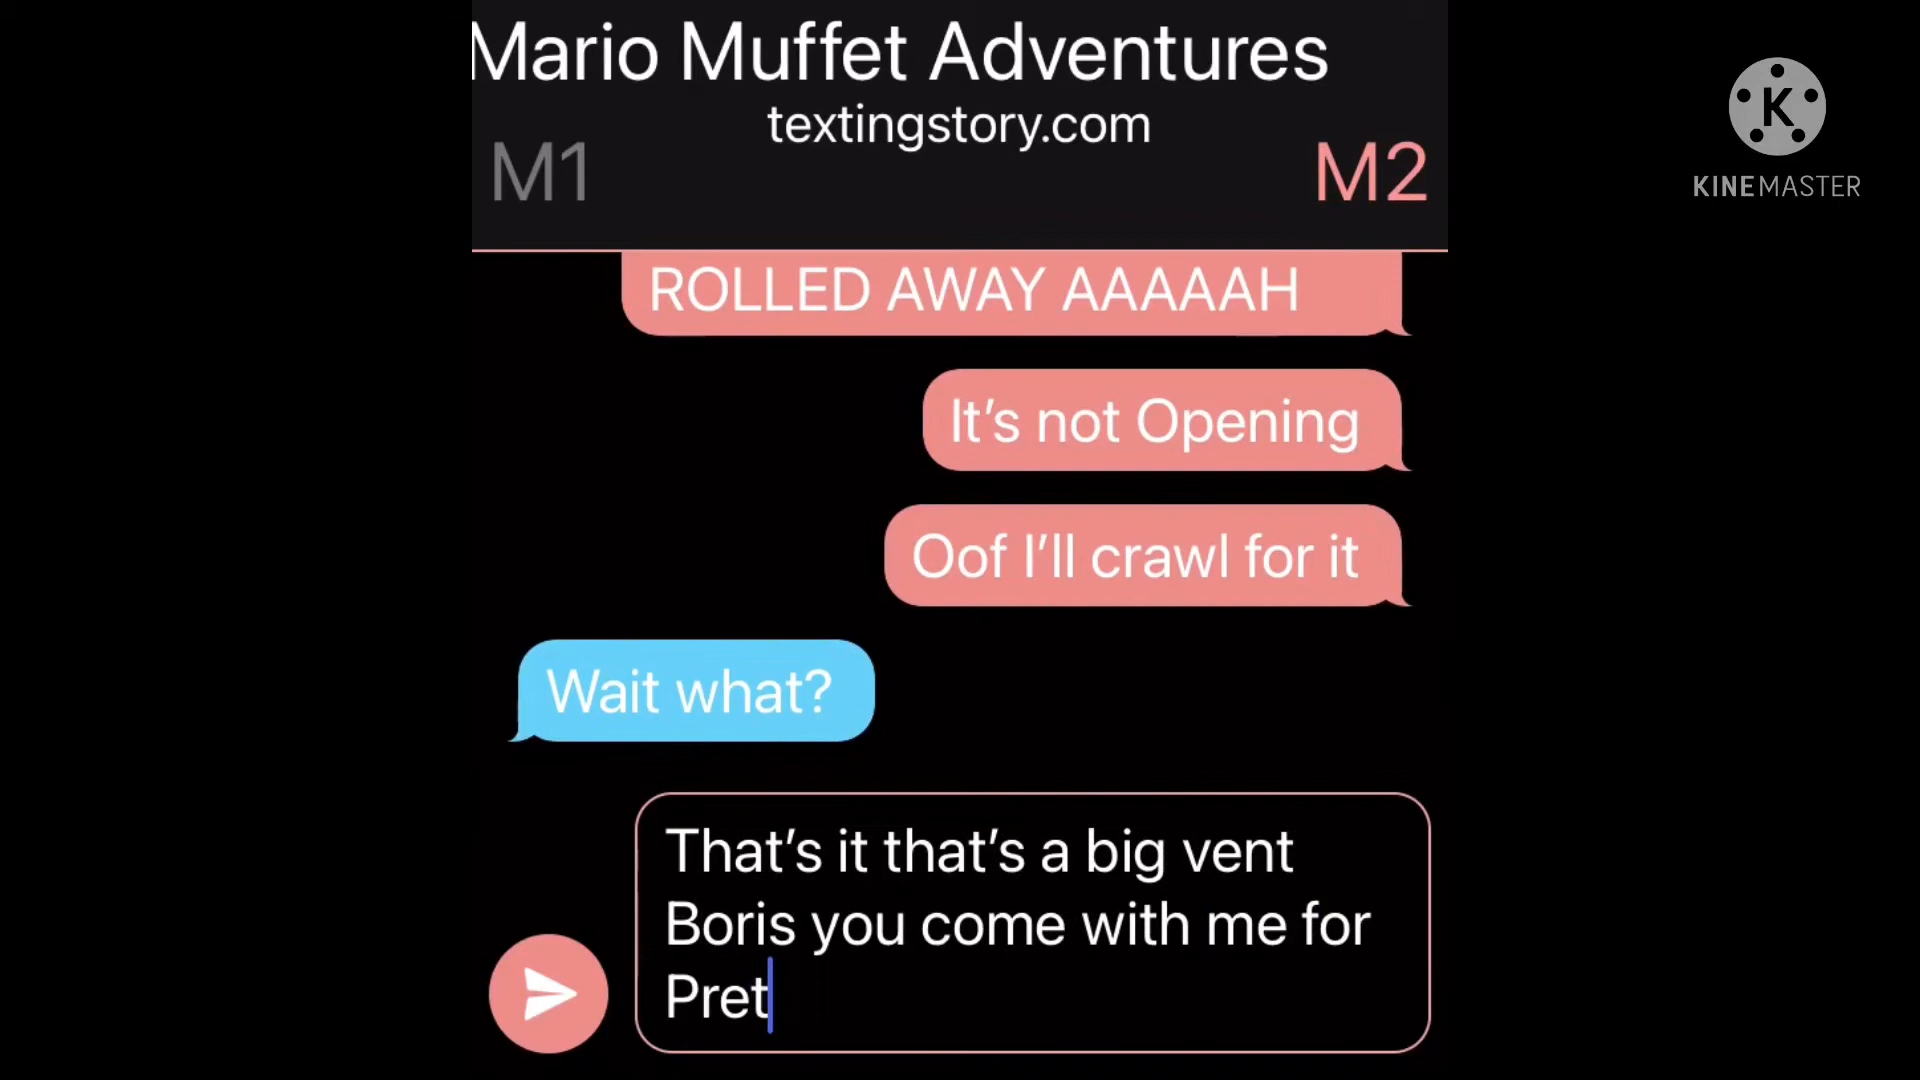 Mario Muffet Adventures
textingstory.com
M1
M2
K
KINEMASTER
ROLLED AWAY AAAAAH
It’s not Opening
Oof I’ll crawl for it
Wait what?
That’s it that’s a big vent
Boris you come with me for
Pret